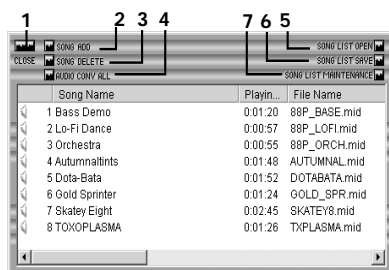 1 2 3 4 7 6 5
SONG ADD SONG LIST OPEN
CLOSE SONG DELETE SONG LIST SAVE
AUDIO CONV ALL SONG LIST MAINTENANCE
Song Name Playin... File Name
1 Bass Demo 0:01:20 88P_BASE.mid
2 Lo-Fi Dance 0:00:57 88P_LOFI.mid
3 Orchestra 0:00:55 88P_ORCH.mid
4 Autumnaltints 0:01:48 AUTUMNAL.mid
5 Dota-Bata 0:01:52 DOTABATA.mid
6 Gold Sprinter 0:01:24 GOLD_SPR.mid
7 Skatey Eight 0:02:45 SKATEY8.mid
8 TOXOPLASMA 0:01:26 TXPLASMA.mid